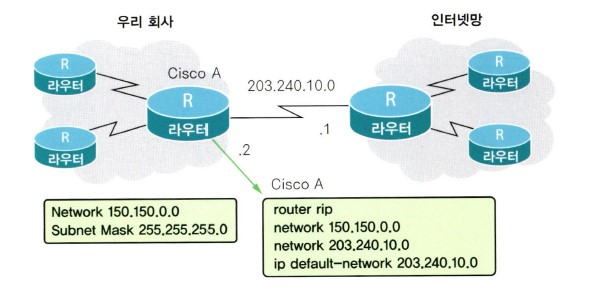 우리 회사
인터넷망
Cisco A
203.240.10.0
R
라우터
R
라우터
R
라우터
R
라우터
R
라우터
R
라우터
.1
.2
Cisco A
Network 150.150.0.0
Subnet Mask 255.255.255.0
router rip
network 150.150.0.0
network 203.240.10.0
ip default-network 203.240.10.0